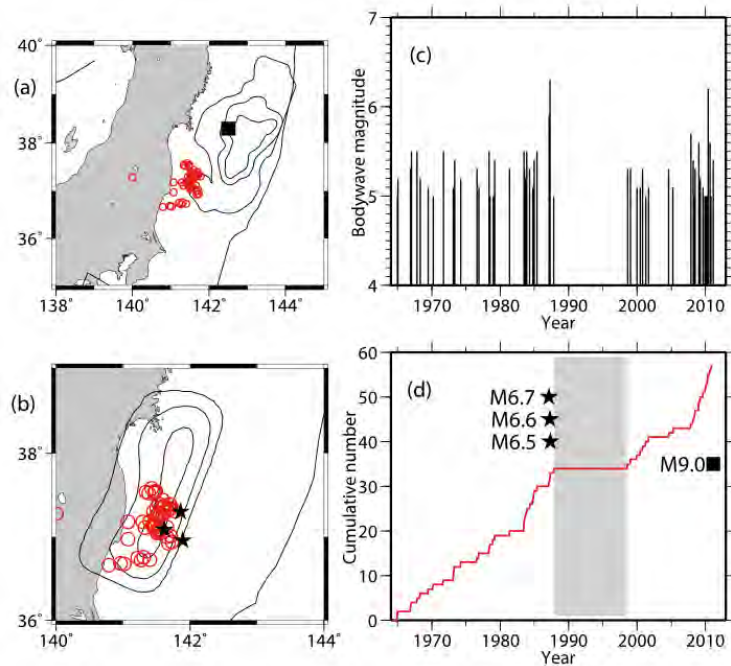 (a)
40˚
38˚
36˚
138˚ 140˚ 142˚ 144˚
(b)
38˚
36˚
140˚ 142˚ 144˚
(c)
Bodywave magnitude
7
6
5
4
1970 1980 1990 2000 2010
Year
(d)
Cumulative number
60
50
40
30
20
10
0
M6.7
M6.6
M6.5
M9.0
1970 1980 1990 2000 2010
Year